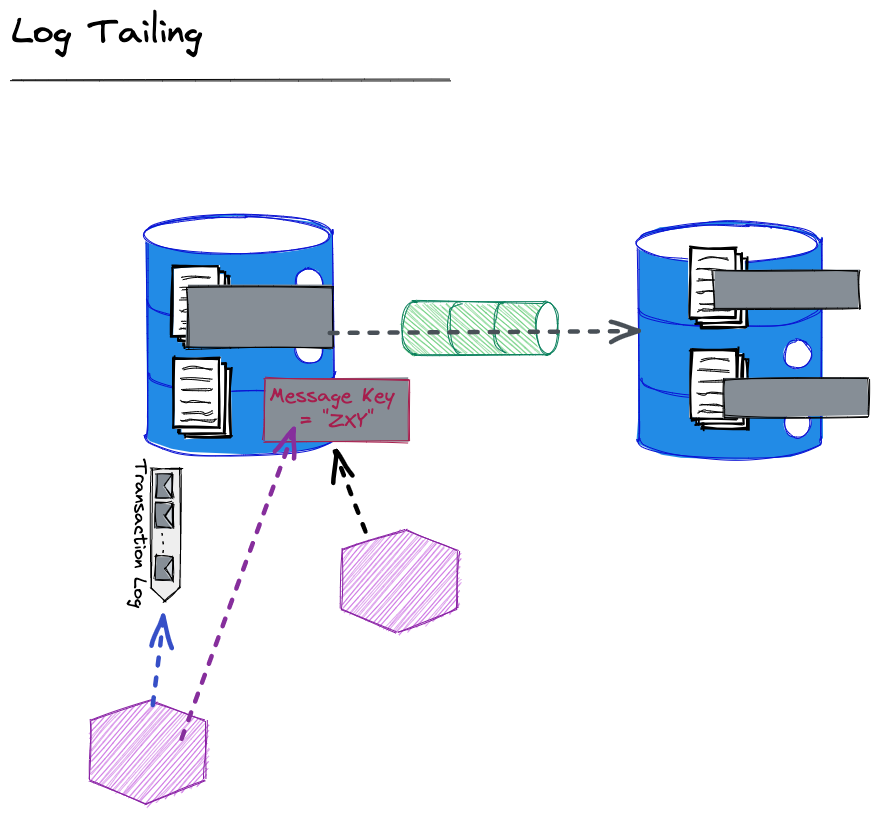 Log Tailing
Message Key
= "ZXY"
Transaction Log